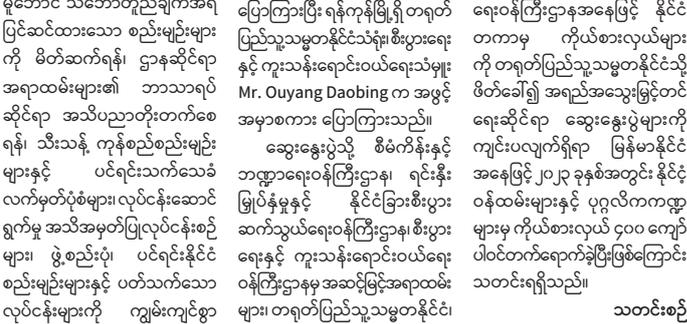 မူဘောင် သဘောတူညီချက်အရ
ပြင်ဆင်ထားသော စည်းမျဉ်းများ
ကို မိတ်ဆက်ရန်၊ ဌာနဆိုင်ရာ
အရာထမ်းများ၏ ဘာသာရပ်
ဆိုင်ရာ အသိပညာတိုးတက်စေ
ရန်၊ သီးသန့် ကုန်စည်စည်းမျဉ်း
များနှင့် ပင်ရင်းသက်သေခံ
လက်မှတ်ပုံစံများ၊ လုပ်ငန်းဆောင်
ရွက်မှု အသိအမှတ်ပြုလုပ်ငန်းစဉ်
များ၊ ဖွဲ့စည်းပုံ၊ ပင်ရင်းနိုင်ငံ
စည်းမျဉ်းများနှင့် ပတ်သက်သော
လုပ်ငန်းများကို ကျွမ်းကျင်စွာ
ပြောကြားပြီး ရန်ကုန်မြို့ရှိ တရုတ်
ပြည်သူ့သမ္မတနိုင်ငံသံရုံး၊ စီးပွားရေး
နှင့် ကူးသန်းရောင်းဝယ်ရေးသံမှူး
Mr. Ouyang Daobing က အဖွင့်
အမှာစကား ပြောကြားသည်။
ဆွေးနွေးပွဲသို့ စီမံကိန်းနှင့်
ဘဏ္ဍာရေးဝန်ကြီးဌာန၊ ရင်းနှီး
မြှုပ်နှံမှုနှင့် နိုင်ငံခြားစီးပွား
ဆက်သွယ်ရေးဝန်ကြီးဌာန၊ စီးပွား
ရေးနှင့် ကူးသန်းရောင်းဝယ်ရေး
ဝန်ကြီးဌာနမှ အဆင့်မြင့်အရာထမ်း
များ၊ တရုတ်ပြည်သူ့သမ္မတနိုင်ငံ၊
ရေးဝန်ကြီးဌာနအနေဖြင့် နိုင်ငံ
တကာမှ ကိုယ်စားလှယ်များ
ကို တရုတ်ပြည်သူ့သမ္မတနိုင်ငံသို့
ဖိတ်ခေါ်၍ အရည်အသွေးမြှင့်တင်
ရေးဆိုင်ရာ ဆွေးနွေးပွဲများကို
ကျင်းပလျက်ရှိရာ မြန်မာနိုင်ငံ
အနေဖြင့် ၂၀၂၃ ခုနှစ်အတွင်း နိုင်ငံ့
ဝန်ထမ်းများနှင့် ပုဂ္ဂလိကကဏ္ဍ
များမှ ကိုယ်စားလှယ် ၄၀၀ ကျော်
ပါဝင်တက်ရောက်ခဲ့ပြီးဖြစ်ကြောင်း
သတင်းရရှိသည်။
သတင်းစဉ်